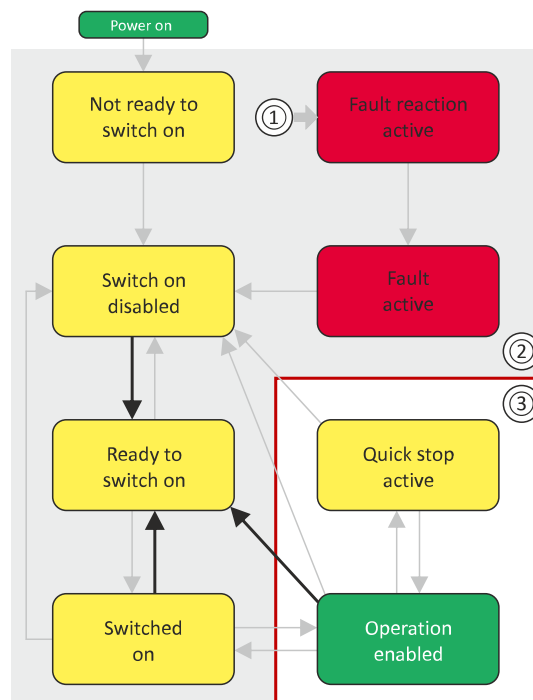 Power on
Not ready to
switch on
①
Fault reaction
active
Switch on
disabled
Fault
active
②
③
Ready to
switch on
Quick stop
active
Switched
on
Operation
enabled